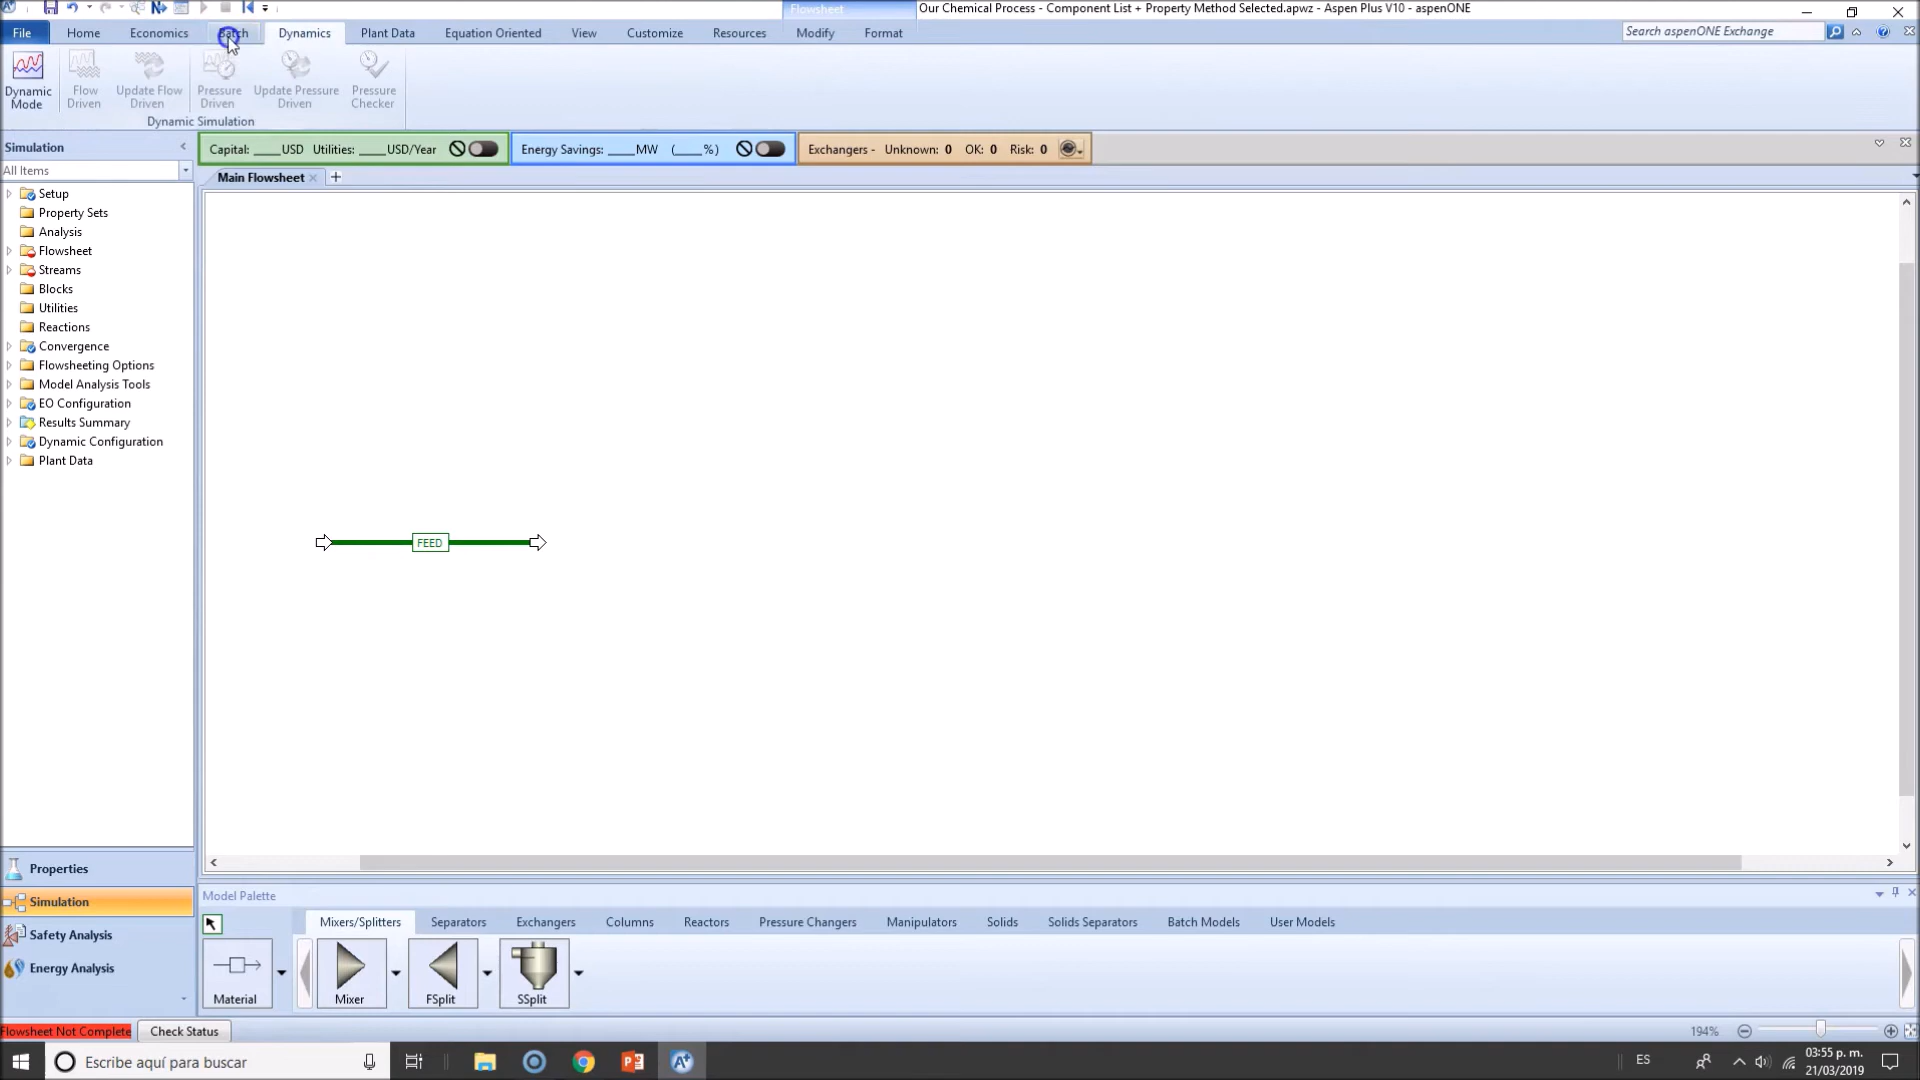 Flowsheet
Our Chemical Process - Component List + Property Method Selected.apwz - Aspen Plus V10 - aspenONE
File Home Economics Batch Dynamics Plant Data Equation Oriented View Customize Resources Modify Format Search aspenONE Exchange
Dynamic Mode
Flow Driven
Update Flow Driven
Pressure Driven
Update Pressure Driven
Pressure Checker
Dynamic Simulation
Simulation
Capital: ____USD Utilities: ____USD/Year
Energy Savings: ____MW (____%)
Exchangers - Unknown: 0 OK: 0 Risk: 0
All Items
Main Flowsheet
Setup
Property Sets
Analysis
Flowsheet
Streams
Blocks
Utilities
Reactions
Convergence
Flowsheeting Options
Model Analysis Tools
EO Configuration
Results Summary
Dynamic Configuration
Plant Data
FEED
Properties
Simulation
Safety Analysis
Energy Analysis
Model Palette
Mixers/Splitters Separators Exchangers Columns Reactors Pressure Changers Manipulators Solids Solids Separators Batch Models User Models
Material Mixer FSplit SSplit
Flowsheet Not Complete Check Status 194%
Escribe aquí para buscar
ES
03:55 p. m.
21/03/2019